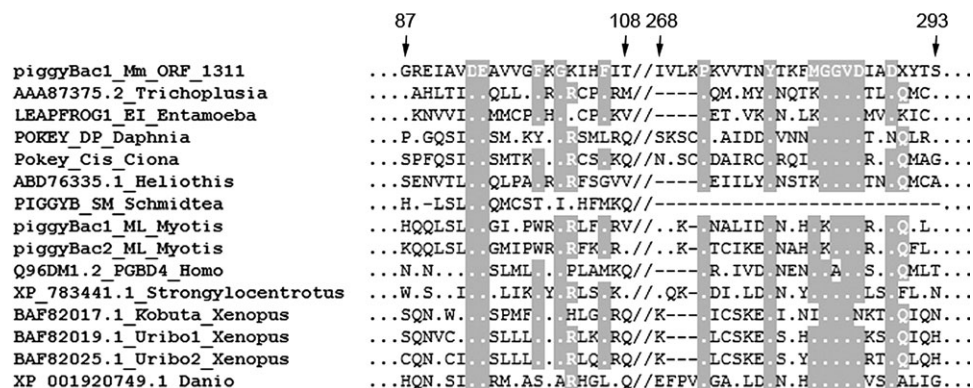 87 108 268 293
piggyBac1_Mm_ORF_1311 ...GREIAVDEAVVGFKGKIHFIT//IVLKPKVVTNYTKFMGGVDIADXYTS...
AAA87375.2_Trichoplusia ...AHLTI..QLL..R.RCP.RM//----.QM.MY.NQTK....TL.QMC...
LEAPFROG1_EI_Entamoeba ...KNVVI..MMCP.H..CP.KV//----.ET.VK.N.LK....MV.KIC...
POKEY_DP_Daphnia ...P.GQSI..SM.KY..RSMLRQ//SKSC.AIDD.VNN.....T.NQLR....
Pokey_Cis_Ciona ...SPFQSI..SMTK...RCS.KQ//N.SC.DAIRC.RQI.....R.QMAG...
ABD76335.1_Heliothis ...SENVTL..QLPA.R.RFSGVV//----.EIILY.NSTK....TN.QMCA...
PIGGYB_SM_Schmidtea ...H.-LSL..QMCST.I.HFMKQ//--------------------------...
piggyBac1_ML_Myotis ...HQQLSL..GI.PWR.RLF.RV//..K-.NALID.N.H.K...R..QL....
piggyBac2_ML_Myotis ...KQQLSL..GMIPWR.RFK.R.//..K-.TCIKE.NAH.K...R..QFL...
Q96DM1.2_PGBD4_Homo ...N.N.....SLML...PLAMKQ//----.R.IVD.NEN..A..S.QMLT...
XP_783441.1_Strongylocentrotus ...W.S..I...LIK.Y.RLS.K.//.QK-.DI.LD.N.Y.....LS.FL.N...
BAF82017.1_Kobuta_Xenopus ...SQN.W....SPMF..HLG.RQ//K---.ICSKE.I.NI...NKT.QIQN...
BAF82019.1_Uribo1_Xenopus ...SQNVC....SLLL..RLK.RQ//K---.LCSKE.S.H.....KS.QIQH...
BAF82025.1_Uribo2_Xenopus ...CQN.CI...SLLL..RLQ.RQ//K---.LCSKE.S.Y.....RT.QLQH...
XP_001920749.1_Danio ...HQN.SI...RM.AS.ARHGL.Q//EFPV.GA.LD.N.H.....VS.ALIG...